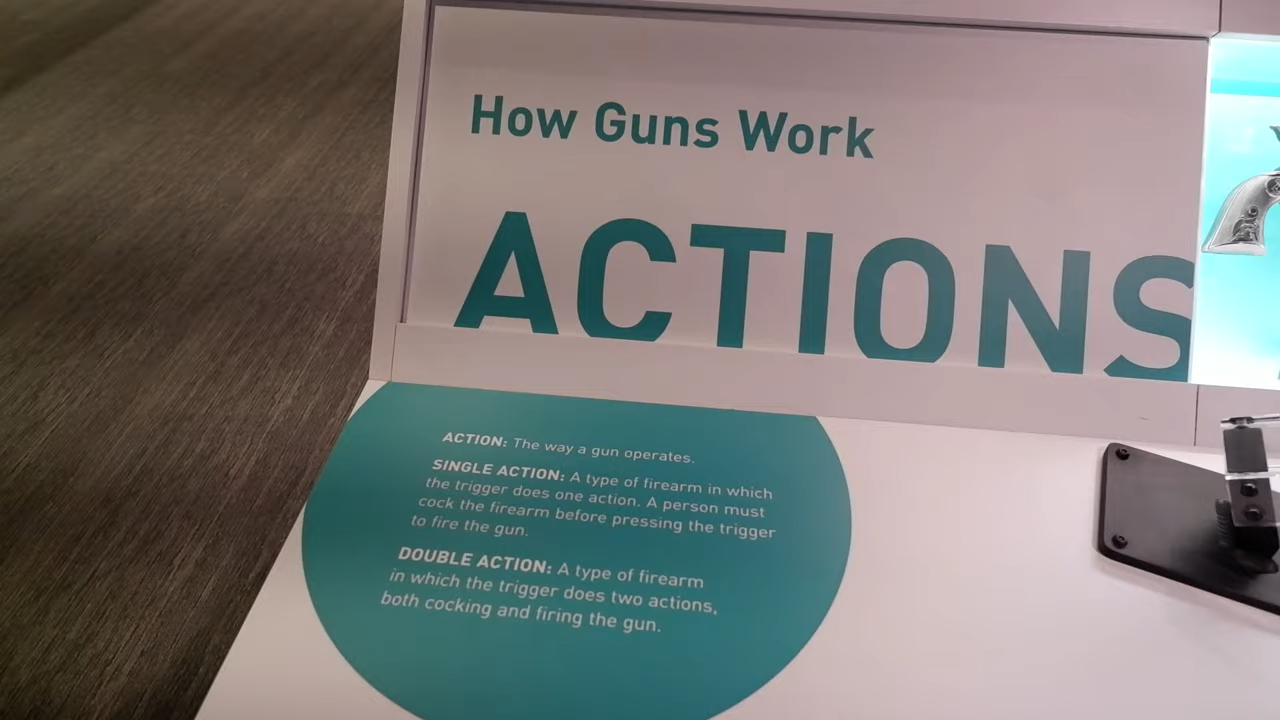 How Guns Work
ACTIONS
ACTION: The way a gun operates.
SINGLE ACTION: A type of firearm in which
the trigger does one action. A person must
cock the firearm before pressing the trigger
to fire the gun.
DOUBLE ACTION: A type of firearm
in which the trigger does two actions,
both cocking and firing the gun.